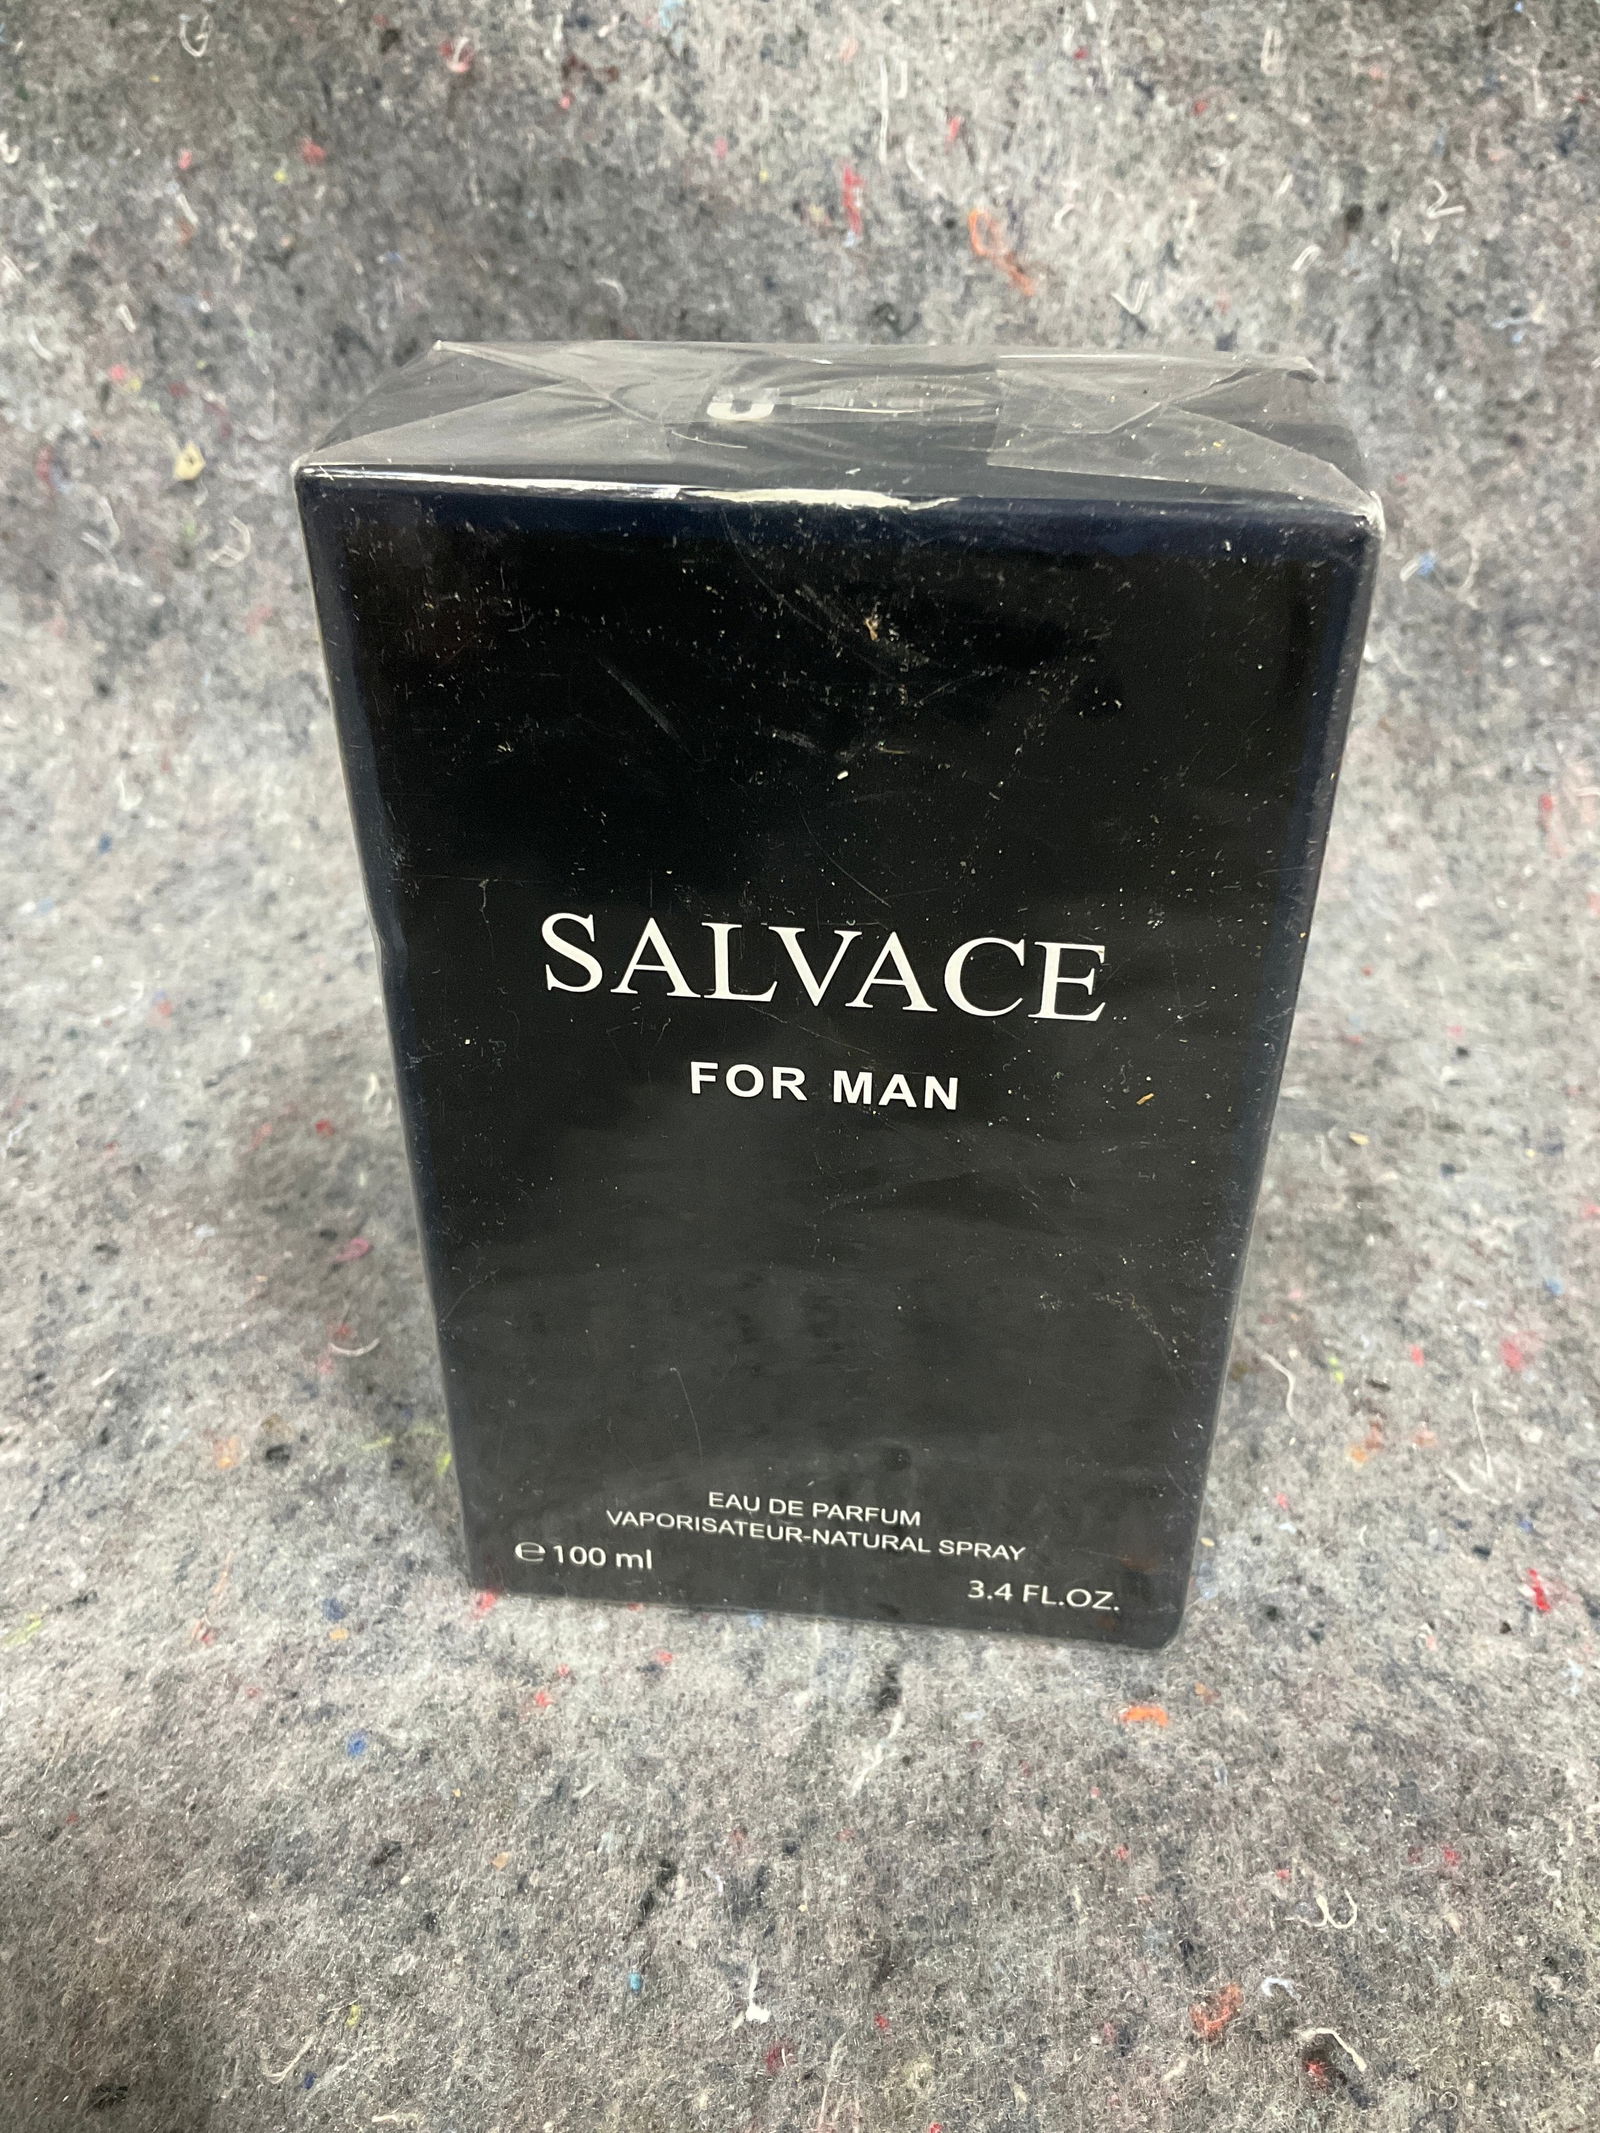 SALVACE
FOR MAN
EAU DE PARFUM
VAPORISATEUR-NATURAL SPRAY
℮ 100 ml
3.4 FL.OZ.